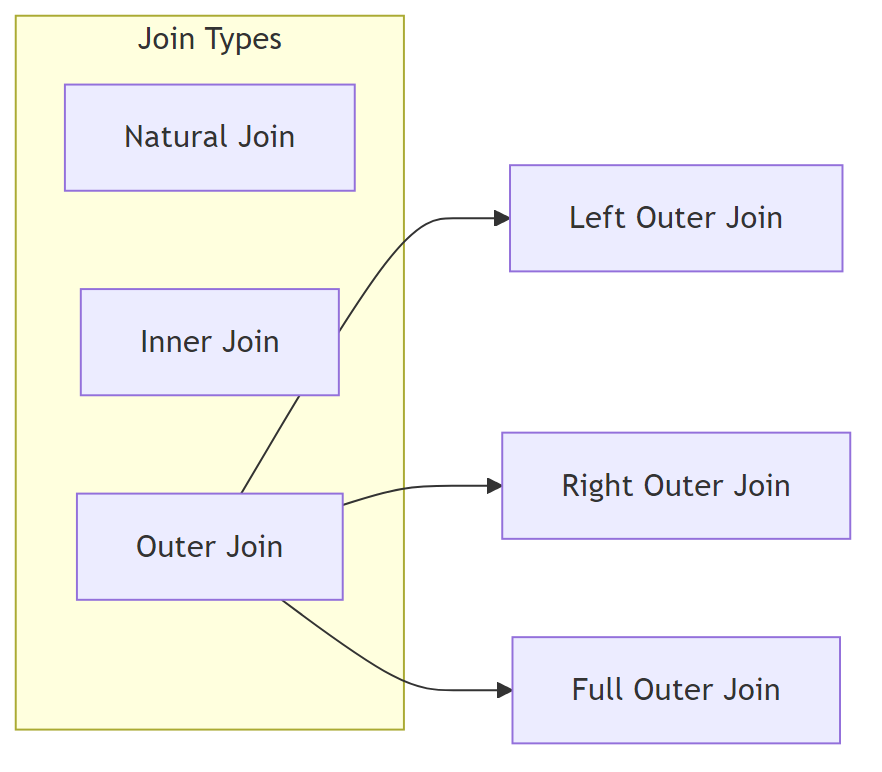 Join Types
Natural Join
Inner Join
Outer Join
Left Outer Join
Right Outer Join
Full Outer Join